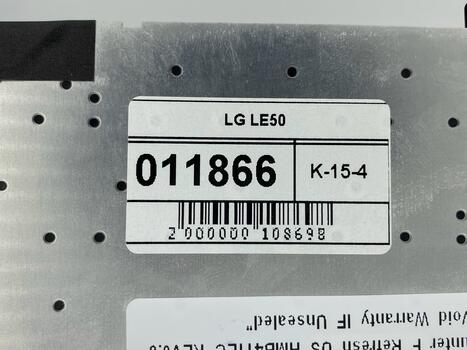 LG LE50
011866 K-15-4
2 000000 108698
Void Warranty IF Unsealed"